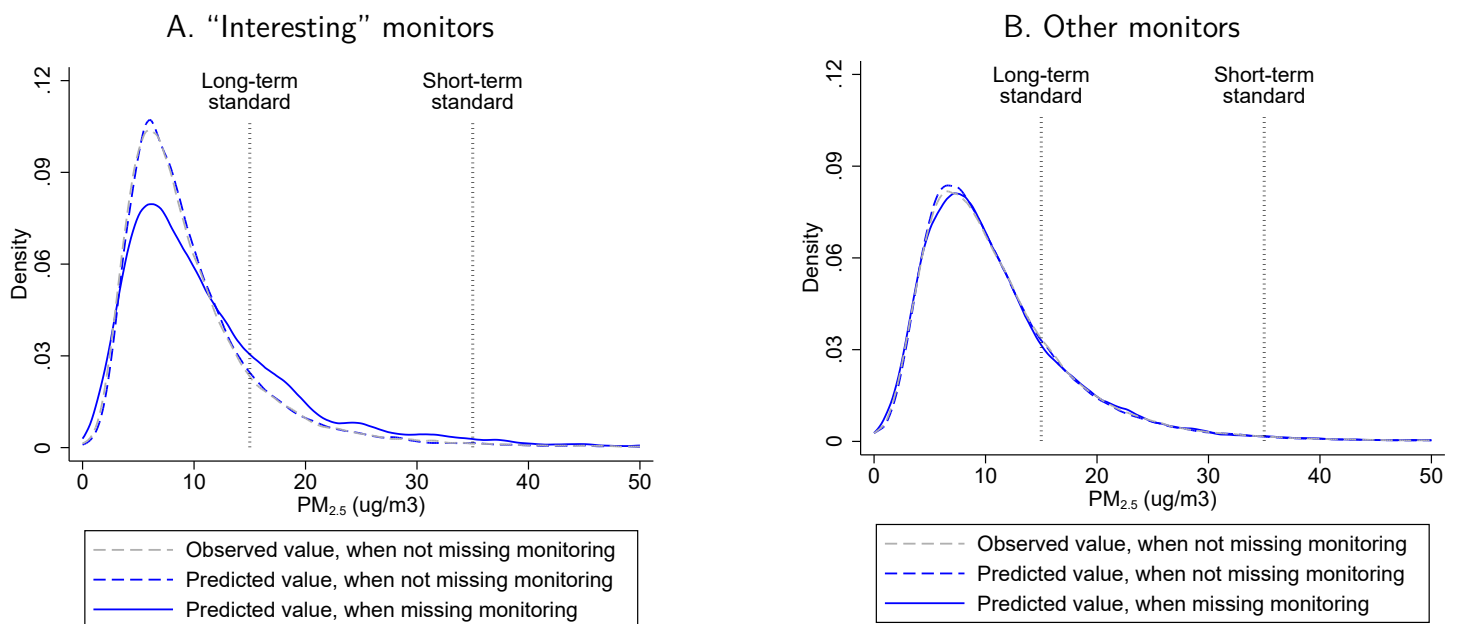 A. “Interesting” monitors
Long-term
standard
Short-term
standard
Density
.12
.09
.06
.03
0
0 10 20 30 40 50
PM2.5 (ug/m3)
Observed value, when not missing monitoring
Predicted value, when not missing monitoring
Predicted value, when missing monitoring
B. Other monitors
Long-term
standard
Short-term
standard
Density
.12
.09
.06
.03
0
0 10 20 30 40 50
PM2.5 (ug/m3)
Observed value, when not missing monitoring
Predicted value, when not missing monitoring
Predicted value, when missing monitoring